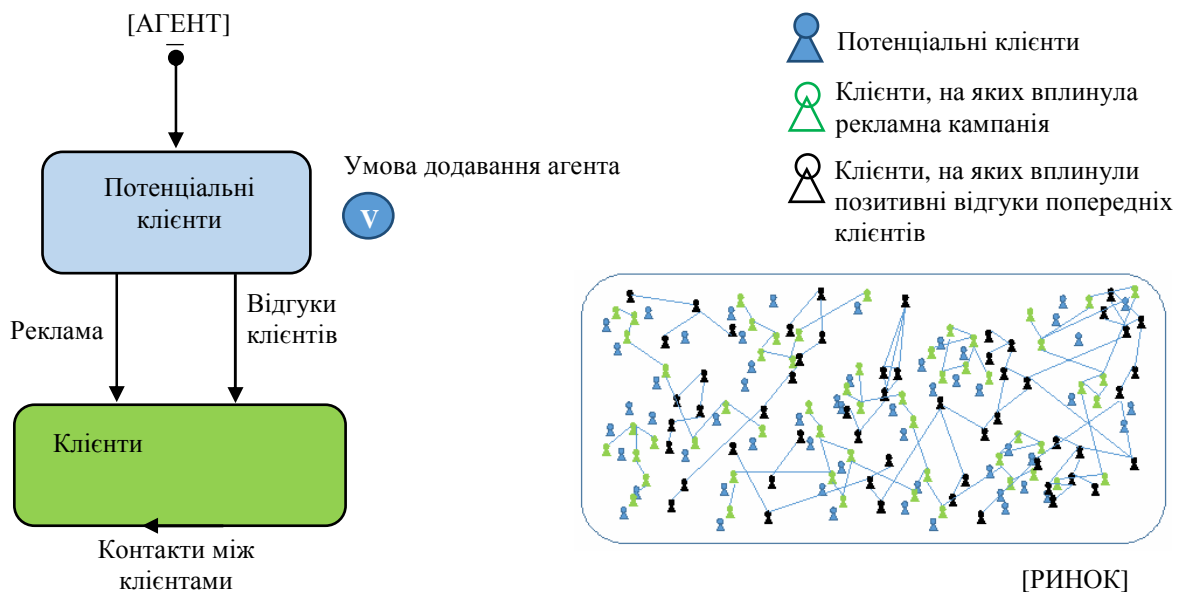 [АГЕНТ]
Потенціальні
клієнти
Умова додавання агента
V
Реклама
Відгуки
клієнтів
Клієнти
Контакти між
клієнтами
Потенціальні клієнти
Клієнти, на яких вплинула
рекламна кампанія
Клієнти, на яких вплинули
позитивні відгуки попередніх
клієнтів
[РИНОК]